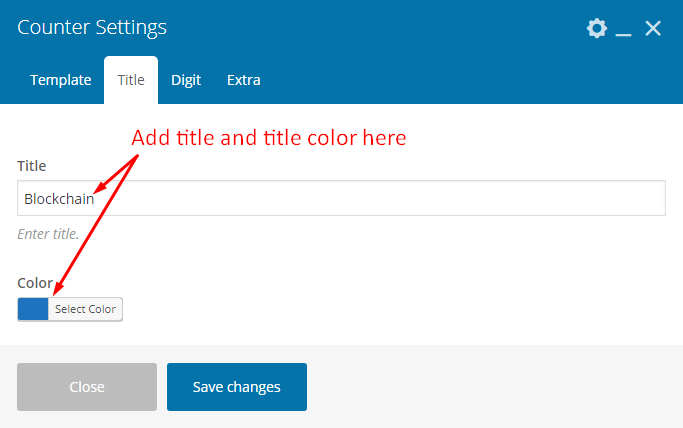 Counter Settings
Template Title Digit Extra
Add title and title color here
Title
Blockchain
Enter title.
Color
Select Color
Close Save changes